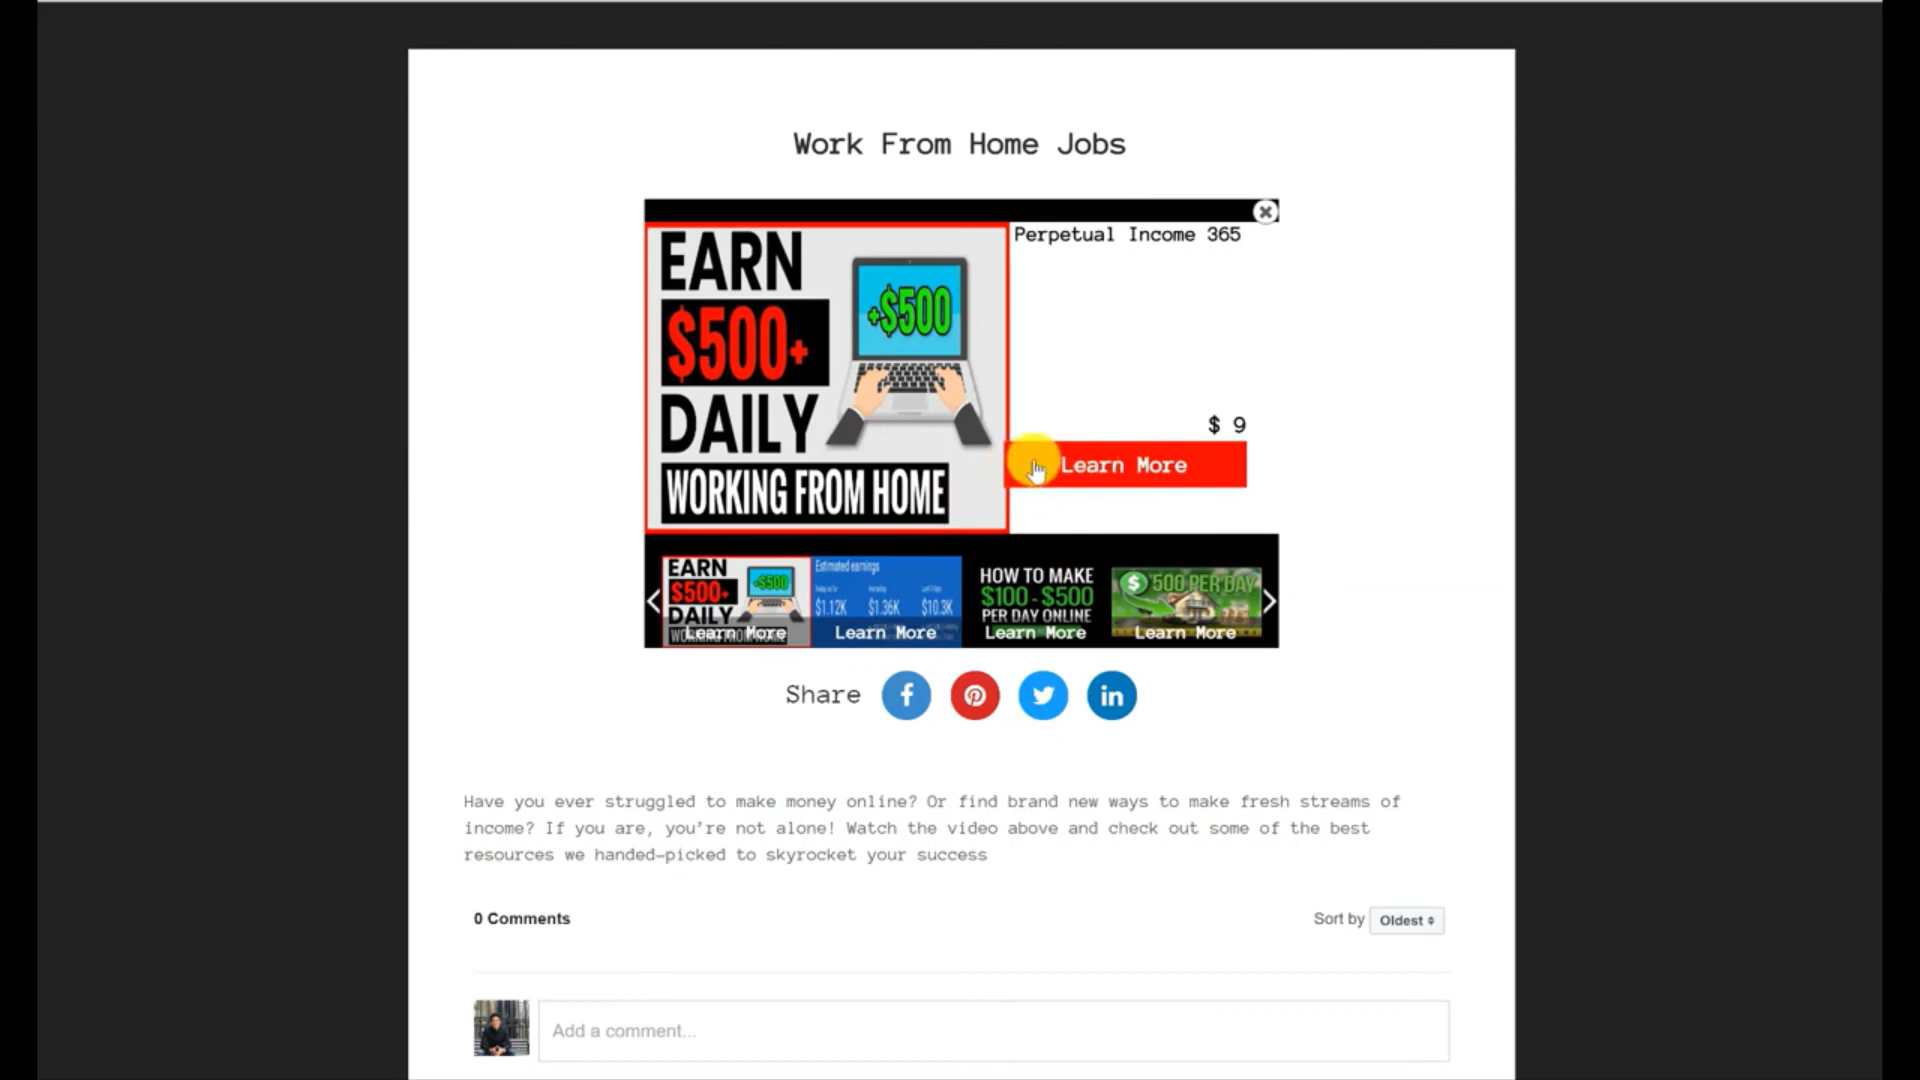 Work From Home Jobs
EARN
$500+
DAILY
WORKING FROM HOME
+$500
Perpetual Income 365
$ 9
Learn More
EARN
$500+
DAILY
WORKING FROM HOME
+$500
Learn More
Estimated earnings
$1.12K $1.36K $10.3K
Learn More
HOW TO MAKE
$100 - $500
PER DAY ONLINE
Learn More
$ 500 PER DAY
Learn More
Share
Have you ever struggled to make money online? Or find brand new ways to make fresh streams of
income? If you are, you’re not alone! Watch the video above and check out some of the best
resources we handed-picked to skyrocket your success
0 Comments
Sort by Oldest
Add a comment...